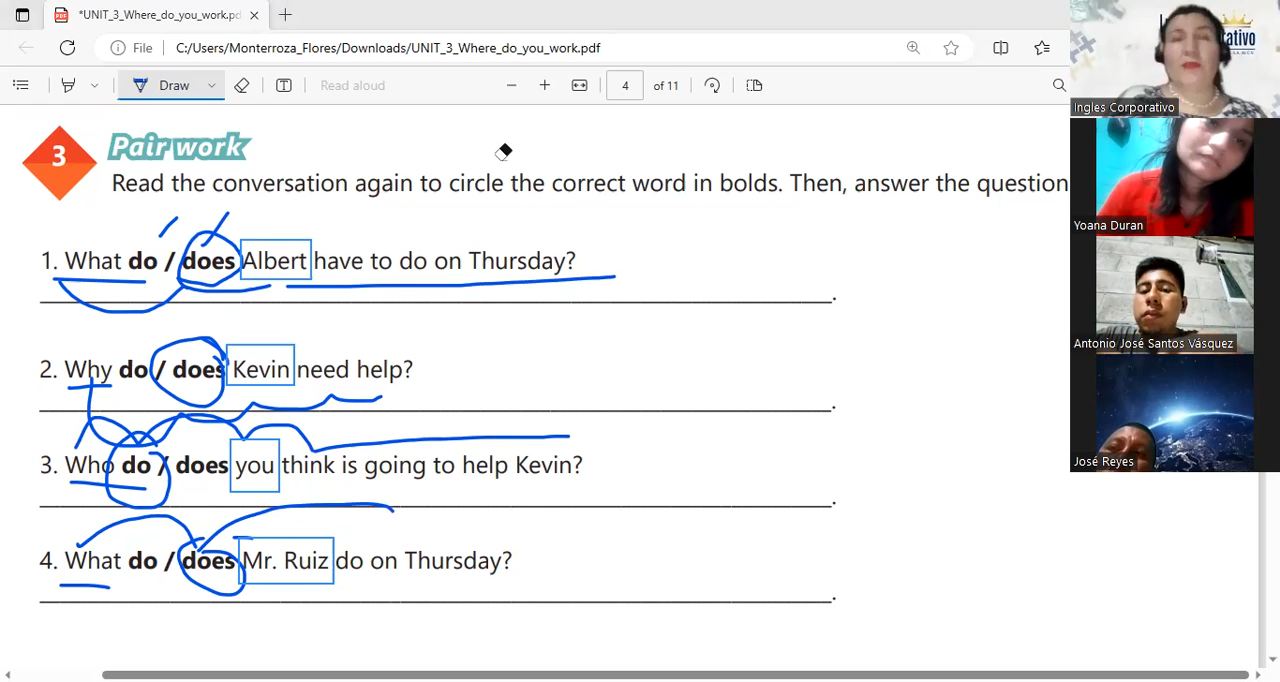 *UNIT_3_Where_do_you_work.pd
File
C:/Users/Monterroza_Flores/Downloads/UNIT_3_Where_do_you_work.pdf
Draw
Read aloud
4 of 11
3 Pair work
Read the conversation again to circle the correct word in bolds. Then, answer the question
1. What do / does Albert have to do on Thursday?
2. Why do / does Kevin need help?
3. Who do / does you think is going to help Kevin?
4. What do / does Mr. Ruiz do on Thursday?
Ingles Corporativo
Yoana Duran
Antonio José Santos Vásquez
José Reyes